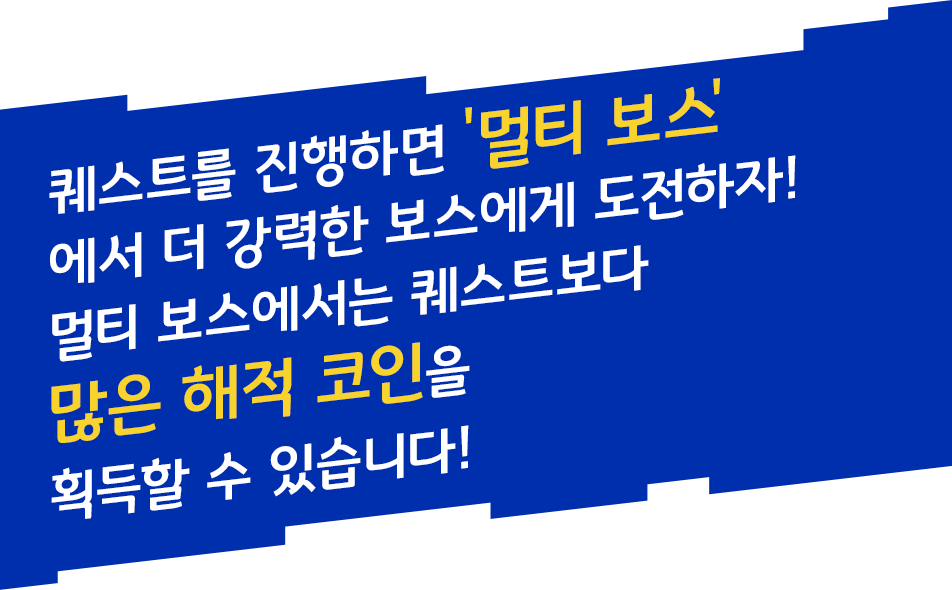 퀘스트를 진행하면 '멀티 보스'
에서 더 강력한 보스에게 도전하자!
멀티 보스에서는 퀘스트보다
많은 해적 코인을
획득할 수 있습니다!